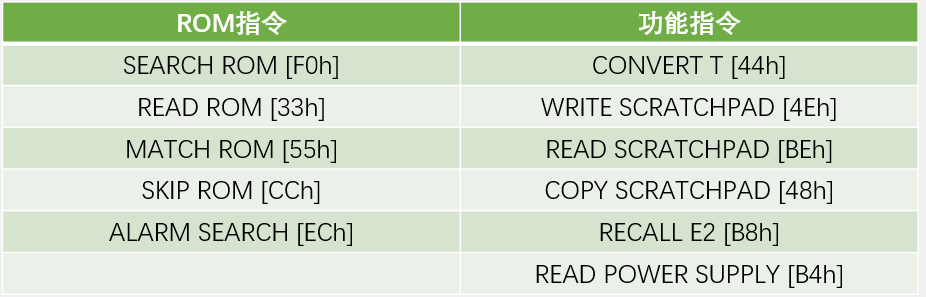 ROM指令 功能指令
SEARCH ROM [F0h] CONVERT T [44h]
READ ROM [33h] WRITE SCRATCHPAD [4Eh]
MATCH ROM [55h] READ SCRATCHPAD [BEh]
SKIP ROM [CCh] COPY SCRATCHPAD [48h]
ALARM SEARCH [ECh] RECALL E2 [B8h]
READ POWER SUPPLY [B4h]